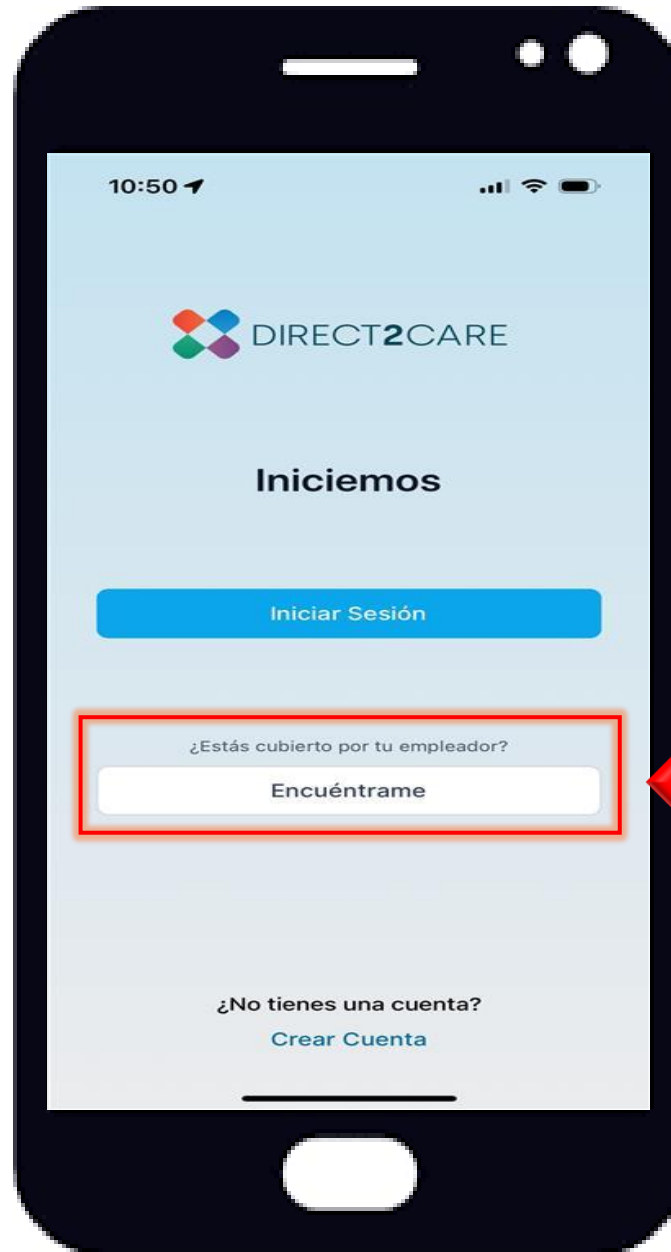 10:50
DIRECT2CARE
Iniciemos
Iniciar Sesión
¿Estás cubierto por tu empleador?
Encuéntrame
¿No tienes una cuenta?
Crear Cuenta